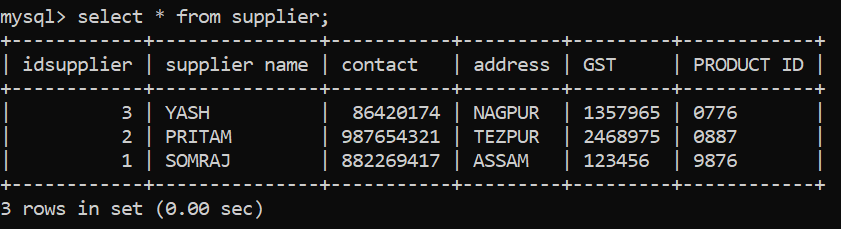 mysql> select * from supplier;
+------------+---------------+-----------+---------+---------+------------+
| idsupplier | supplier name | contact   | address | GST     | PRODUCT ID |
+------------+---------------+-----------+---------+---------+------------+
|          3 | YASH          |  86420174 | NAGPUR  | 1357965 | 0776       |
|          2 | PRITAM        | 987654321 | TEZPUR  | 2468975 | 0887       |
|          1 | SOMRAJ        | 882269417 | ASSAM   | 123456  | 9876       |
+------------+---------------+-----------+---------+---------+------------+
3 rows in set (0.00 sec)